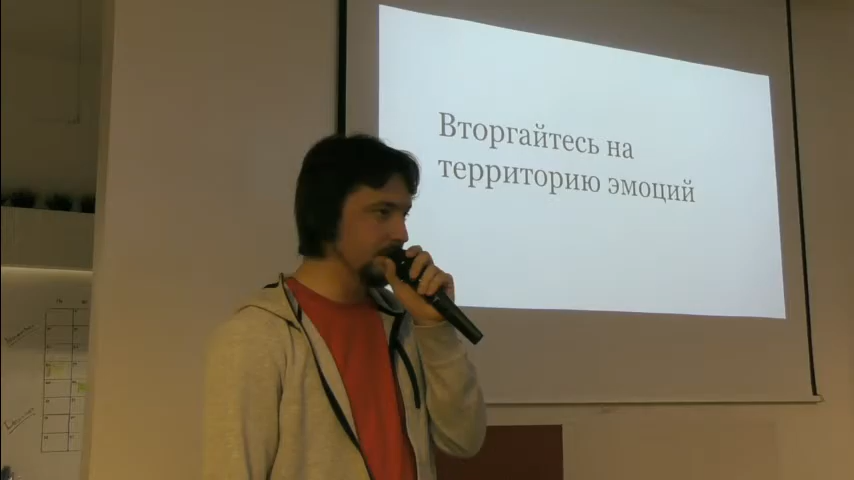 Вторгайтесь на
территорию эмоций